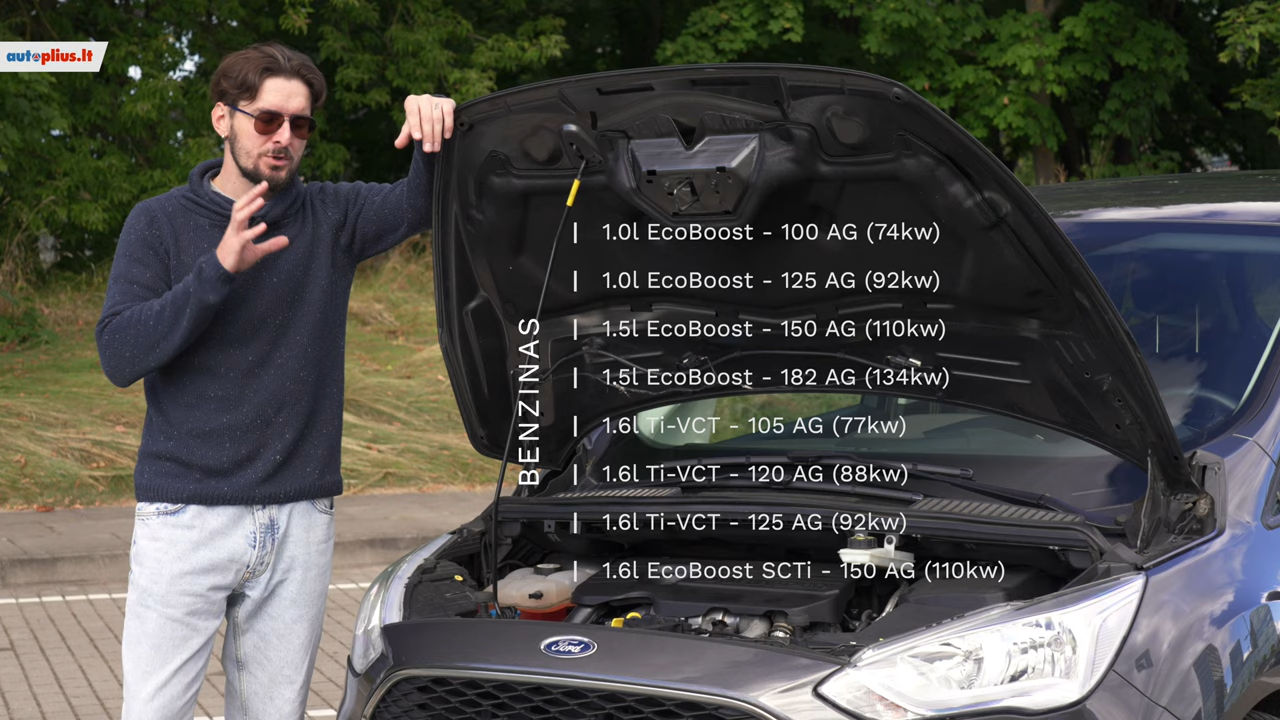 autoplius.lt
1.0l EcoBoost - 100 AG (74kw)
1.0l EcoBoost - 125 AG (92kw)
1.5l EcoBoost - 150 AG (110kw)
1.5l EcoBoost - 182 AG (134kw)
1.6l Ti-VCT - 105 AG (77kw)
1.6l Ti-VCT - 120 AG (88kw)
1.6l Ti-VCT - 125 AG (92kw)
1.6l EcoBoost SCTi - 150 AG (110kw)
BENZINAS
Ford